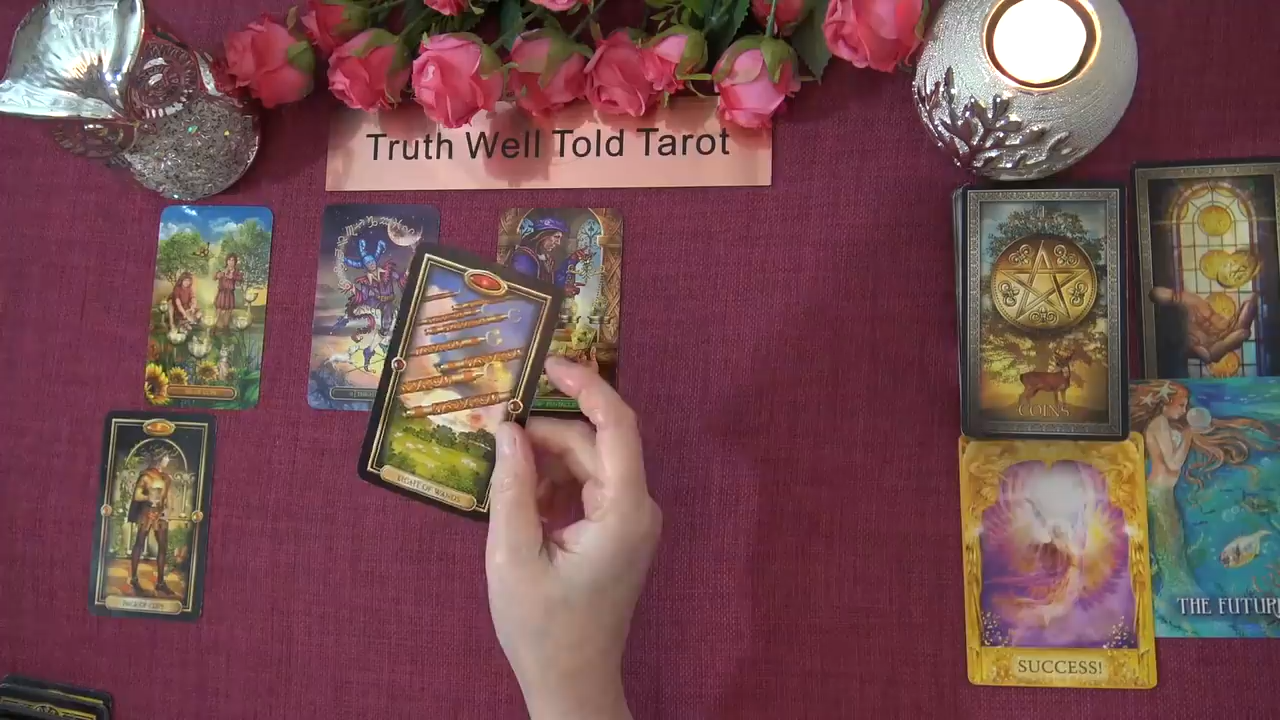 Truth Well Told Tarot
COINS
EIGHT OF WANDS
THE FUTURE
PAGE OF CUPS
SUCCESS!